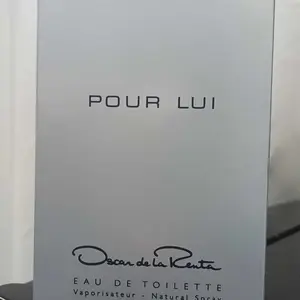 POUR LUI
Oscar de la Renta
EAU DE TOILETTE
Vaporisateur - Natural Spray